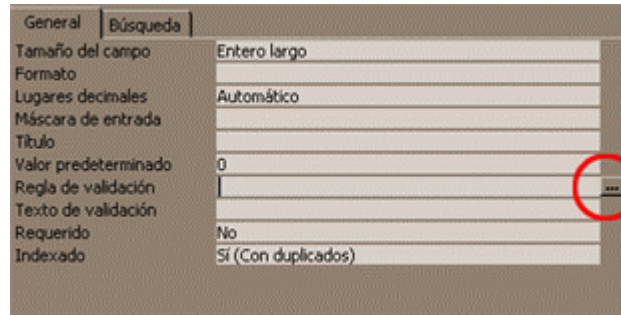 General Búsqueda
Tamaño del campo Entero largo
Formato
Lugares decimales Automático
Máscara de entrada
Título
Valor predeterminado 0
Regla de validación ...
Texto de validación
Requerido No
Indexado Sí (Con duplicados)